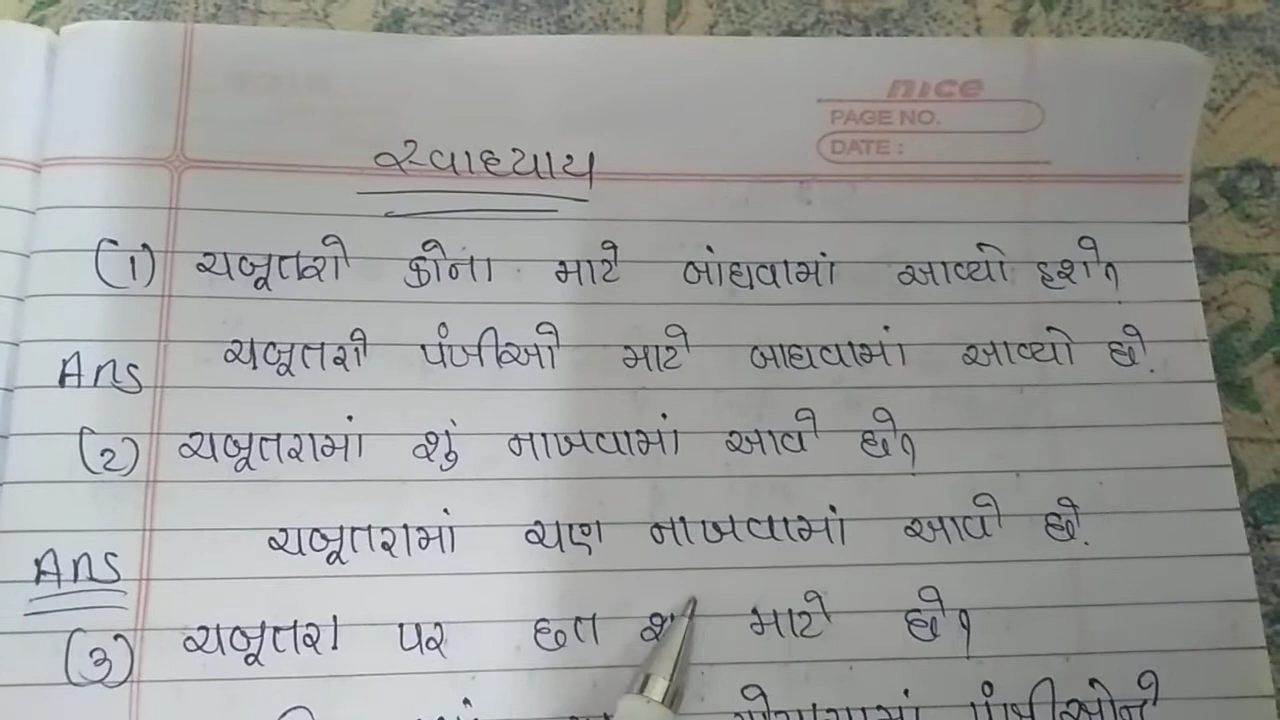 nice
PAGE NO.
DATE :
સ્વાધ્યાય
(1) ચબૂતરો કોના માટે બાંધવામાં આવ્યો હશે?
Ans ચબૂતરો પંખીઓ માટે બાધવામાં આવ્યો છે.
(2) ચબૂતરામાં શું નાખવામાં આવે છે?
Ans ચબૂતરામાં ચણ નાખવામાં આવે છે.
(3) ચબૂતરા પર છત શા માટે છે?
પંખીઓને